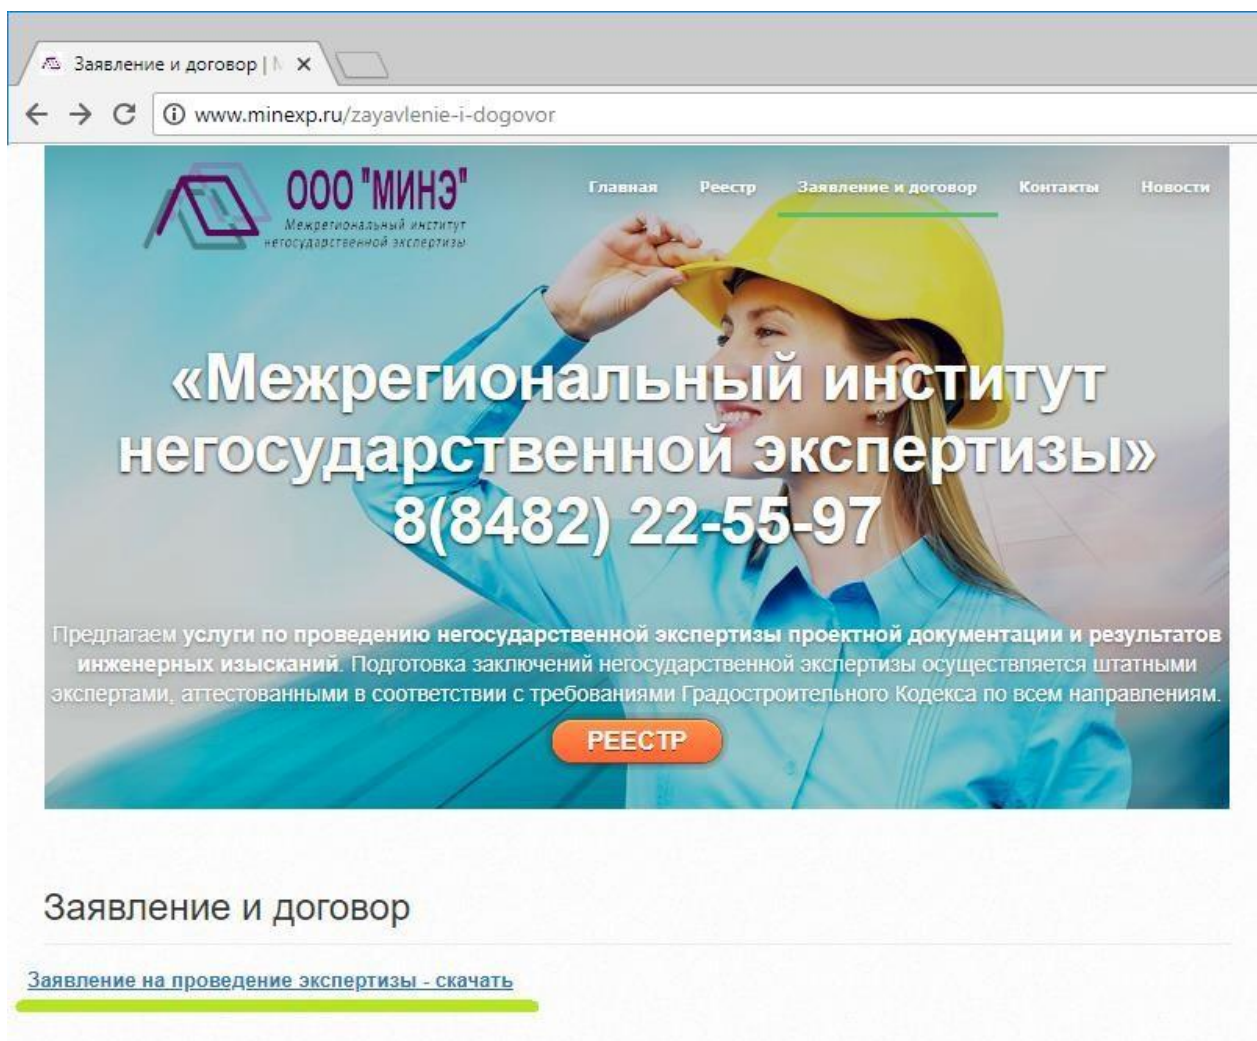 Заявление и договор |
www.minexp.ru/zayavlenie-i-dogovor
ООО "МИНЭ"
Межрегиональный институт
негосударственной экспертизы
Главная Реестр Заявление и договор Контакты Новости
«Межрегиональный институт
негосударственной экспертизы»
8(8482) 22-55-97
Предлагаем услуги по проведению негосударственной экспертизы проектной документации и результатов
инженерных изысканий. Подготовка заключений негосударственной экспертизы осуществляется штатными
экспертами, аттестованными в соответствии с требованиями Градостроительного Кодекса по всем направлениям.
РЕЕСТР
Заявление и договор
Заявление на проведение экспертизы - скачать